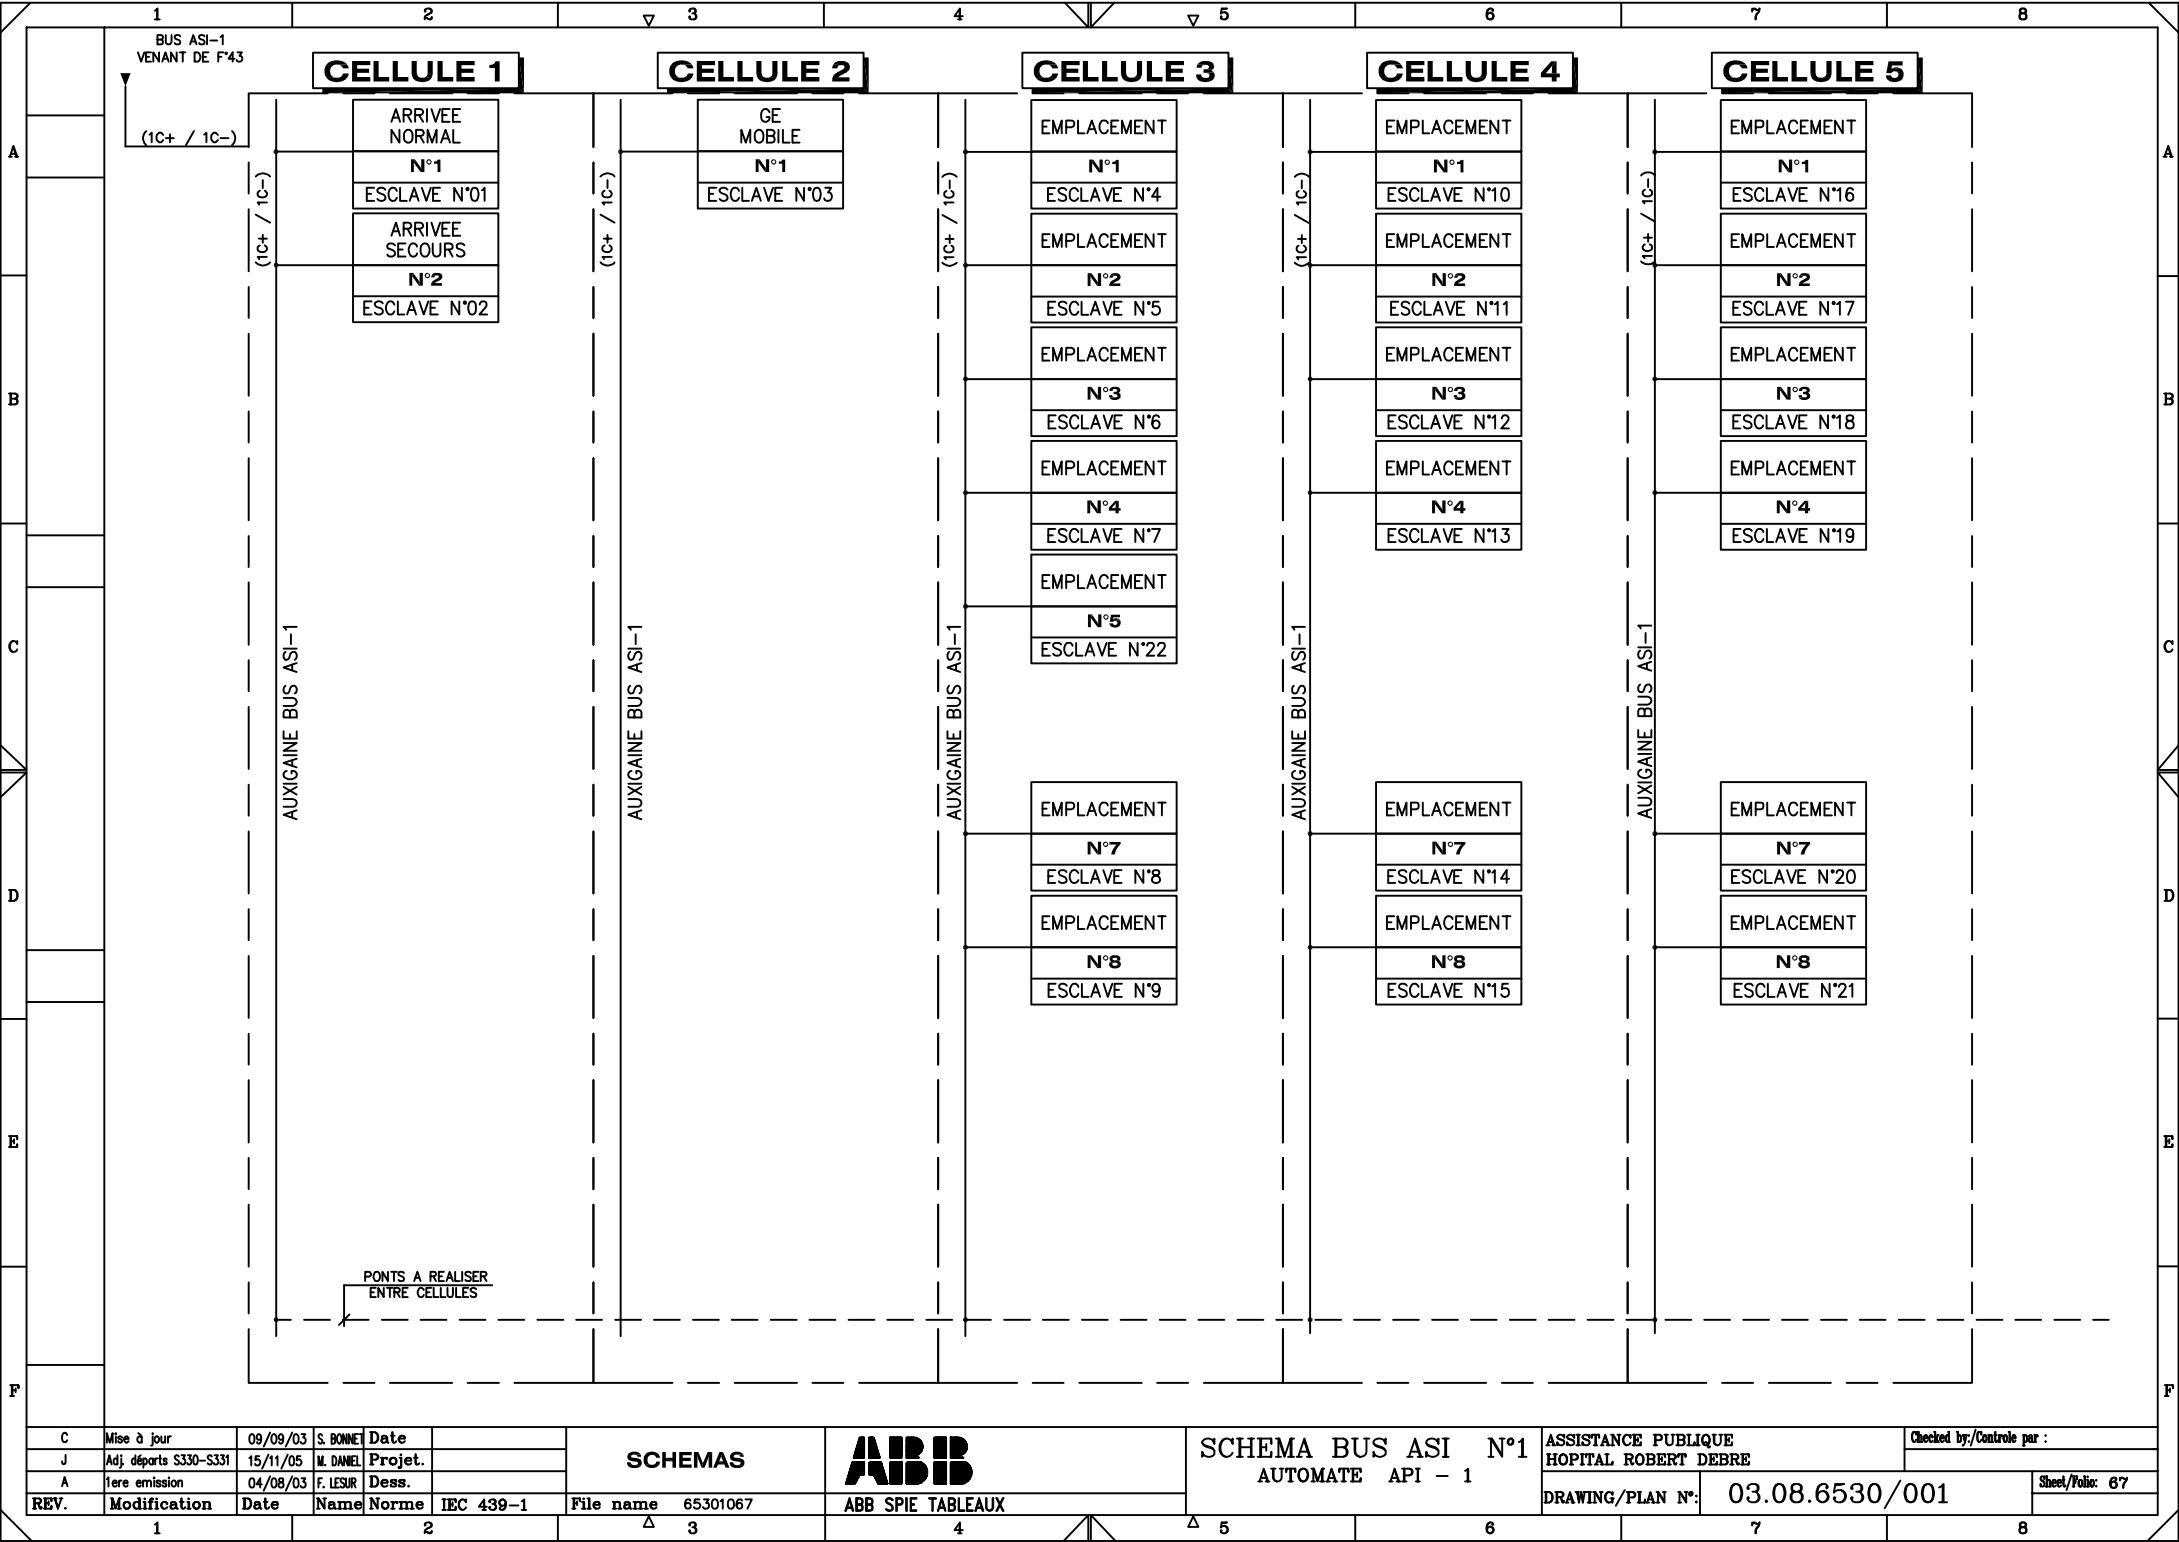 1 2 3 4 5 6 7 8
BUS ASI-1
VENANT DE F°43
(1C+ / 1C-)
CELLULE 1
ARRIVEE
NORMAL
N°1
ESCLAVE N°01
ARRIVEE
SECOURS
N°2
ESCLAVE N°02
(1C+ / 1C-)
AUXIGAINE BUS ASI-1
PONTS A REALISER
ENTRE CELLULES
CELLULE 2
GE
MOBILE
N°1
ESCLAVE N°03
(1C+ / 1C-)
AUXIGAINE BUS ASI-1
CELLULE 3
EMPLACEMENT
N°1
ESCLAVE N°4
EMPLACEMENT
N°2
ESCLAVE N°5
EMPLACEMENT
N°3
ESCLAVE N°6
EMPLACEMENT
N°4
ESCLAVE N°7
EMPLACEMENT
N°5
ESCLAVE N°22
EMPLACEMENT
N°7
ESCLAVE N°8
EMPLACEMENT
N°8
ESCLAVE N°9
(1C+ / 1C-)
AUXIGAINE BUS ASI-1
CELLULE 4
EMPLACEMENT
N°1
ESCLAVE N°10
EMPLACEMENT
N°2
ESCLAVE N°11
EMPLACEMENT
N°3
ESCLAVE N°12
EMPLACEMENT
N°4
ESCLAVE N°13
EMPLACEMENT
N°7
ESCLAVE N°14
EMPLACEMENT
N°8
ESCLAVE N°15
(1C+ / 1C-)
AUXIGAINE BUS ASI-1
CELLULE 5
EMPLACEMENT
N°1
ESCLAVE N°16
EMPLACEMENT
N°2
ESCLAVE N°17
EMPLACEMENT
N°3
ESCLAVE N°18
EMPLACEMENT
N°4
ESCLAVE N°19
EMPLACEMENT
N°7
ESCLAVE N°20
EMPLACEMENT
N°8
ESCLAVE N°21
(1C+ / 1C-)
AUXIGAINE BUS ASI-1
A A
B B
C C
D D
E E
F F
C Mise à jour 09/09/03 S. BONNET Date
J Adj. départs S330-S331 15/11/05 M. DANIEL Projet.
A 1ere emission 04/08/03 F. LESUR Dess.
REV. Modification Date Name Norme IEC 439-1
SCHEMAS
File name 65301067
ABB
ABB SPIE TABLEAUX
SCHEMA BUS ASI N°1
AUTOMATE API - 1
ASSISTANCE PUBLIQUE
HOPITAL ROBERT DEBRE
DRAWING/PLAN N°: 03.08.6530/001
Checked by:/Controle par :
Sheet/Folio: 67
1 2 3 4 5 6 7 8